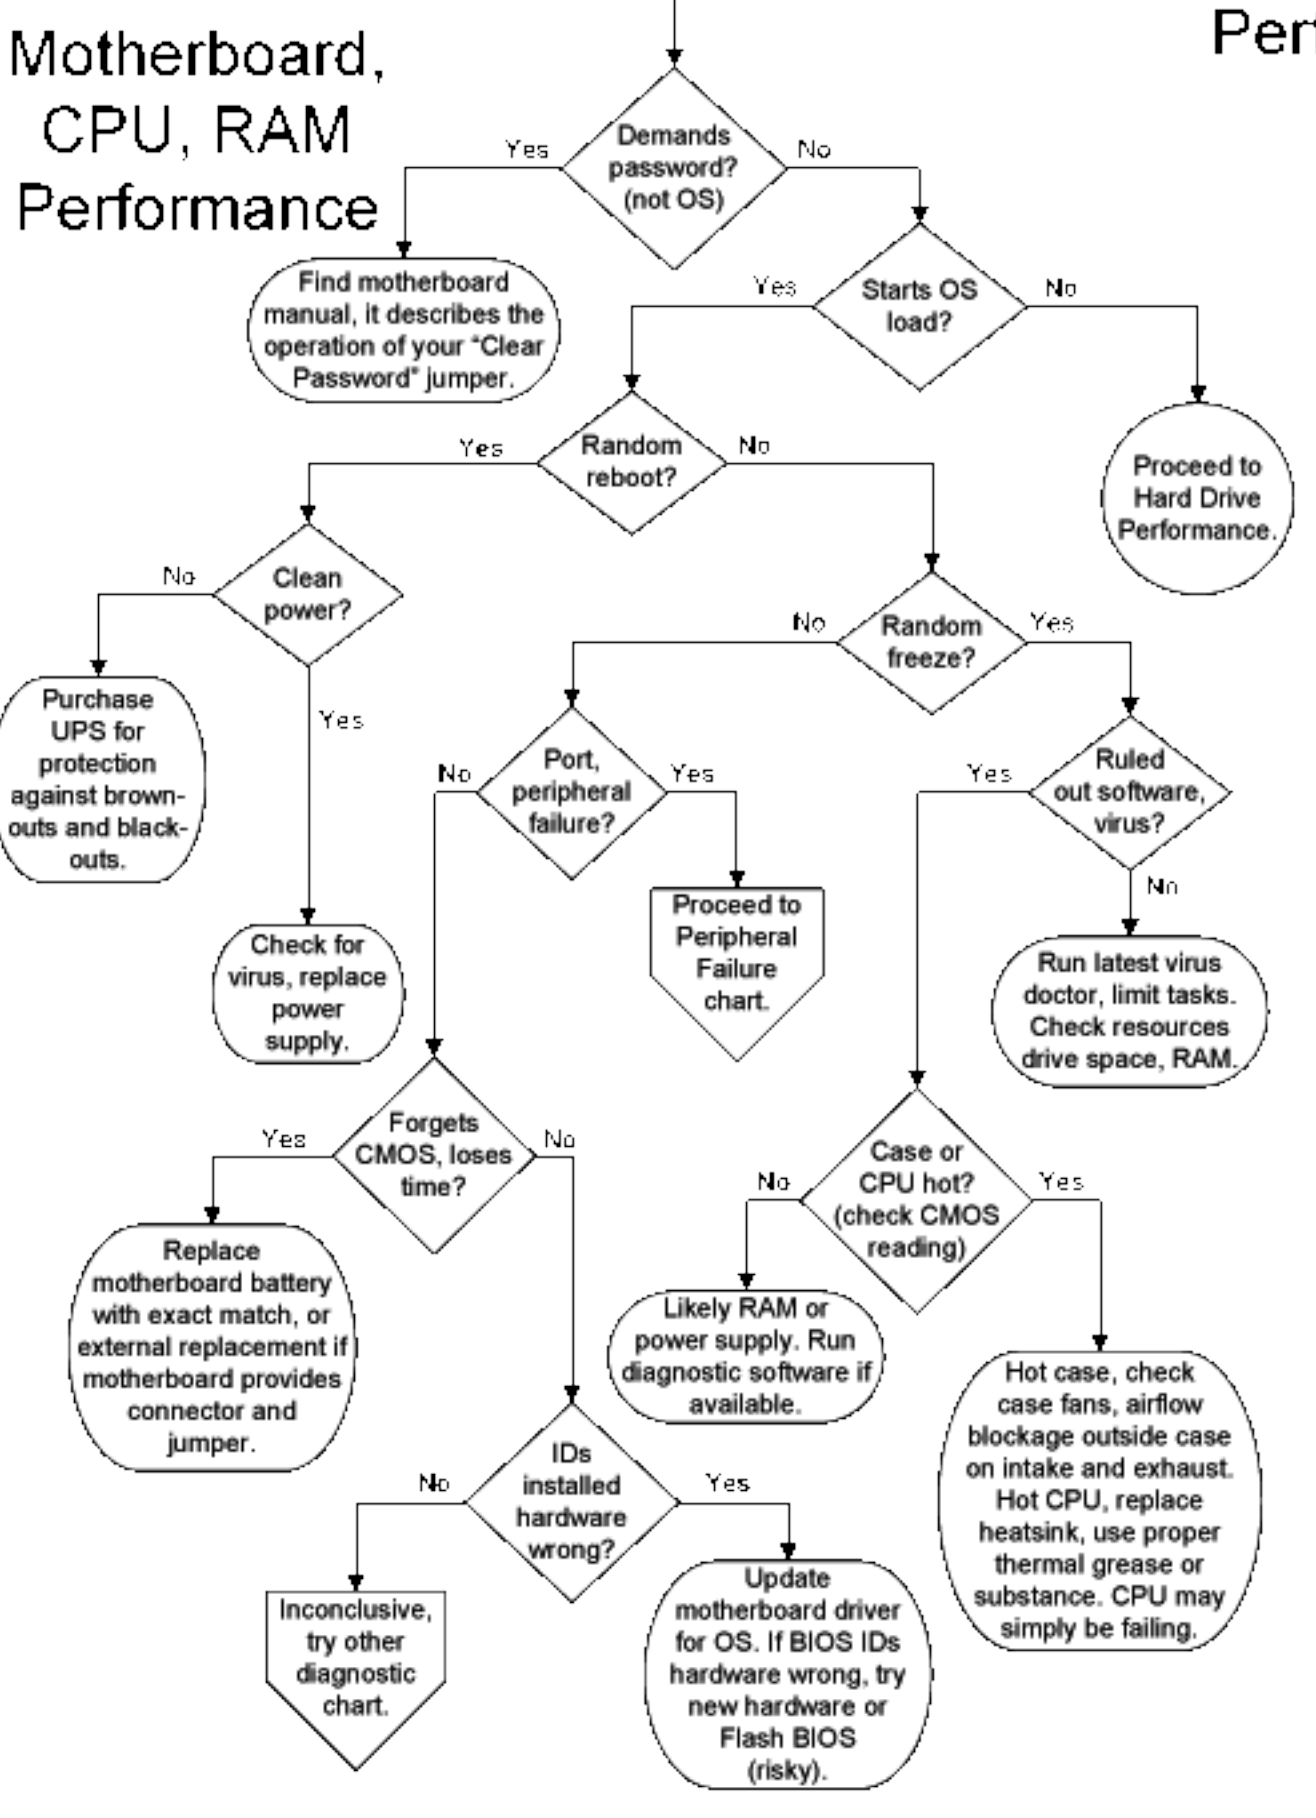 Motherboard,
CPU, RAM
Performance
Demands
password?
(not OS)
Yes
No
Find motherboard
manual, it describes the
operation of your "Clear
Password" jumper.
Starts OS
load?
Yes
No
Proceed to
Hard Drive
Performance.
Random
reboot?
Yes
No
Clean
power?
No
Yes
Purchase
UPS for
protection
against brown-
outs and black-
outs.
Check for
virus, replace
power
supply.
Random
freeze?
No
Yes
Port,
peripheral
failure?
No
Yes
Proceed to
Peripheral
Failure
chart.
Ruled
out software,
virus?
Yes
No
Run latest virus
doctor, limit tasks.
Check resources
drive space, RAM.
Forgets
CMOS, loses
time?
Yes
No
Replace
motherboard battery
with exact match, or
external replacement if
motherboard provides
connector and
jumper.
Case or
CPU hot?
(check CMOS
reading)
No
Yes
Likely RAM or
power supply. Run
diagnostic software if
available.
Hot case, check
case fans, airflow
blockage outside case
on intake and exhaust.
Hot CPU, replace
heatsink, use proper
thermal grease or
substance. CPU may
simply be failing.
IDs
installed
hardware
wrong?
No
Yes
Inconclusive,
try other
diagnostic
chart.
Update
motherboard driver
for OS. If BIOS IDs
hardware wrong, try
new hardware or
Flash BIOS
(risky).